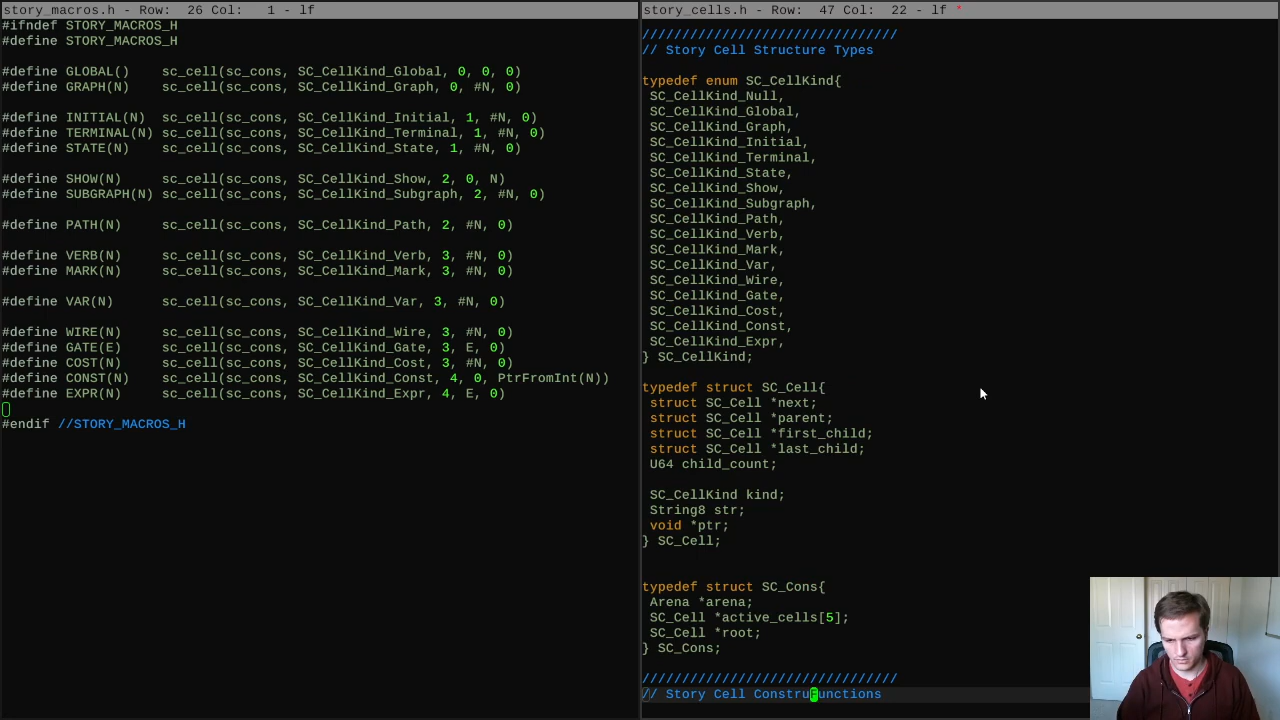 story_macros.h - Row: 26 Col: 1 - lf
#ifndef STORY_MACROS_H
#define STORY_MACROS_H
#define GLOBAL() sc_cell(sc_cons, SC_CellKind_Global, 0, 0, 0)
#define GRAPH(N) sc_cell(sc_cons, SC_CellKind_Graph, 0, #N, 0)
#define INITIAL(N) sc_cell(sc_cons, SC_CellKind_Initial, 1, #N, 0)
#define TERMINAL(N) sc_cell(sc_cons, SC_CellKind_Terminal, 1, #N, 0)
#define STATE(N) sc_cell(sc_cons, SC_CellKind_State, 1, #N, 0)
#define SHOW(N) sc_cell(sc_cons, SC_CellKind_Show, 2, 0, N)
#define SUBGRAPH(N) sc_cell(sc_cons, SC_CellKind_Subgraph, 2, #N, 0)
#define PATH(N) sc_cell(sc_cons, SC_CellKind_Path, 2, #N, 0)
#define VERB(N) sc_cell(sc_cons, SC_CellKind_Verb, 3, #N, 0)
#define MARK(N) sc_cell(sc_cons, SC_CellKind_Mark, 3, #N, 0)
#define VAR(N) sc_cell(sc_cons, SC_CellKind_Var, 3, #N, 0)
#define WIRE(N) sc_cell(sc_cons, SC_CellKind_Wire, 3, #N, 0)
#define GATE(E) sc_cell(sc_cons, SC_CellKind_Gate, 3, E, 0)
#define COST(N) sc_cell(sc_cons, SC_CellKind_Cost, 3, #N, 0)
#define CONST(N) sc_cell(sc_cons, SC_CellKind_Const, 4, 0, PtrFromInt(N))
#define EXPR(N) sc_cell(sc_cons, SC_CellKind_Expr, 4, E, 0)
#endif //STORY_MACROS_H
story_cells.h - Row: 47 Col: 22 - lf *
////////////////////////////////
// Story Cell Structure Types
typedef enum SC_CellKind{
SC_CellKind_Null,
SC_CellKind_Global,
SC_CellKind_Graph,
SC_CellKind_Initial,
SC_CellKind_Terminal,
SC_CellKind_State,
SC_CellKind_Show,
SC_CellKind_Subgraph,
SC_CellKind_Path,
SC_CellKind_Verb,
SC_CellKind_Mark,
SC_CellKind_Var,
SC_CellKind_Wire,
SC_CellKind_Gate,
SC_CellKind_Cost,
SC_CellKind_Const,
SC_CellKind_Expr,
} SC_CellKind;
typedef struct SC_Cell{
struct SC_Cell *next;
struct SC_Cell *parent;
struct SC_Cell *first_child;
struct SC_Cell *last_child;
U64 child_count;
SC_CellKind kind;
String8 str;
void *ptr;
} SC_Cell;
typedef struct SC_Cons{
Arena *arena;
SC_Cell *active_cells[5];
SC_Cell *root;
} SC_Cons;
////////////////////////////////
// Story Cell ConstruFunctions